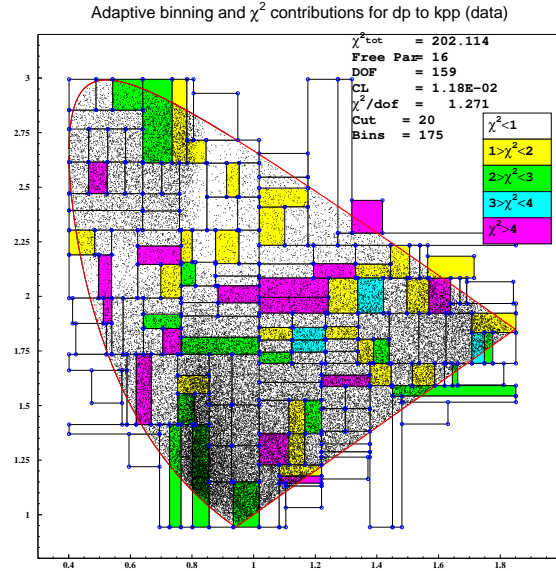 Adaptive binning and χ² contributions for dp to kpp (data)
χ²tot = 202.114
Free Par= 16
DOF = 159
CL = 1.18E-02
χ²/dof = 1.271
Cut = 20
Bins = 175
χ²<1
1>χ²<2
2>χ²<3
3>χ²<4
χ²>4
3
2.75
2.5
2.25
2
1.75
1.5
1.25
1
0.4 0.6 0.8 1 1.2 1.4 1.6 1.8